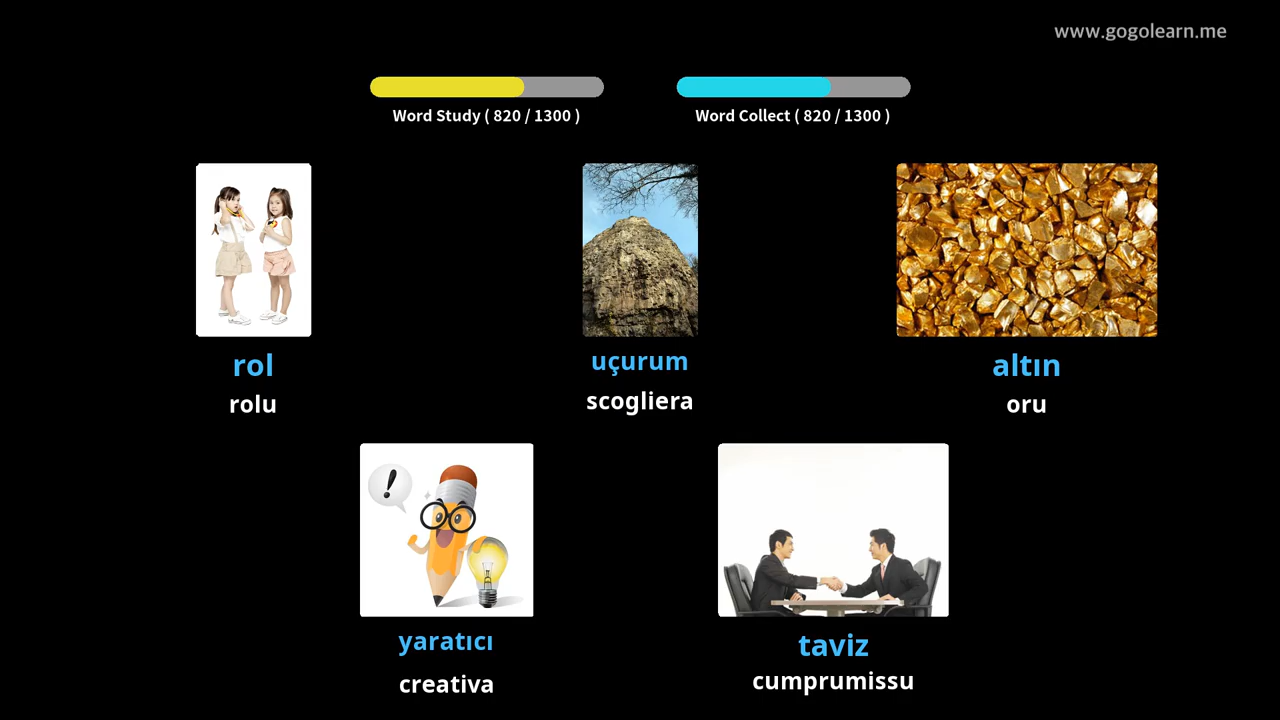 www.gogolearn.me
Word Study ( 820 / 1300 )
Word Collect ( 820 / 1300 )
rol
rolu
uçurum
scogliera
altın
oru
yaratıcı
creativa
taviz
cumprumissu